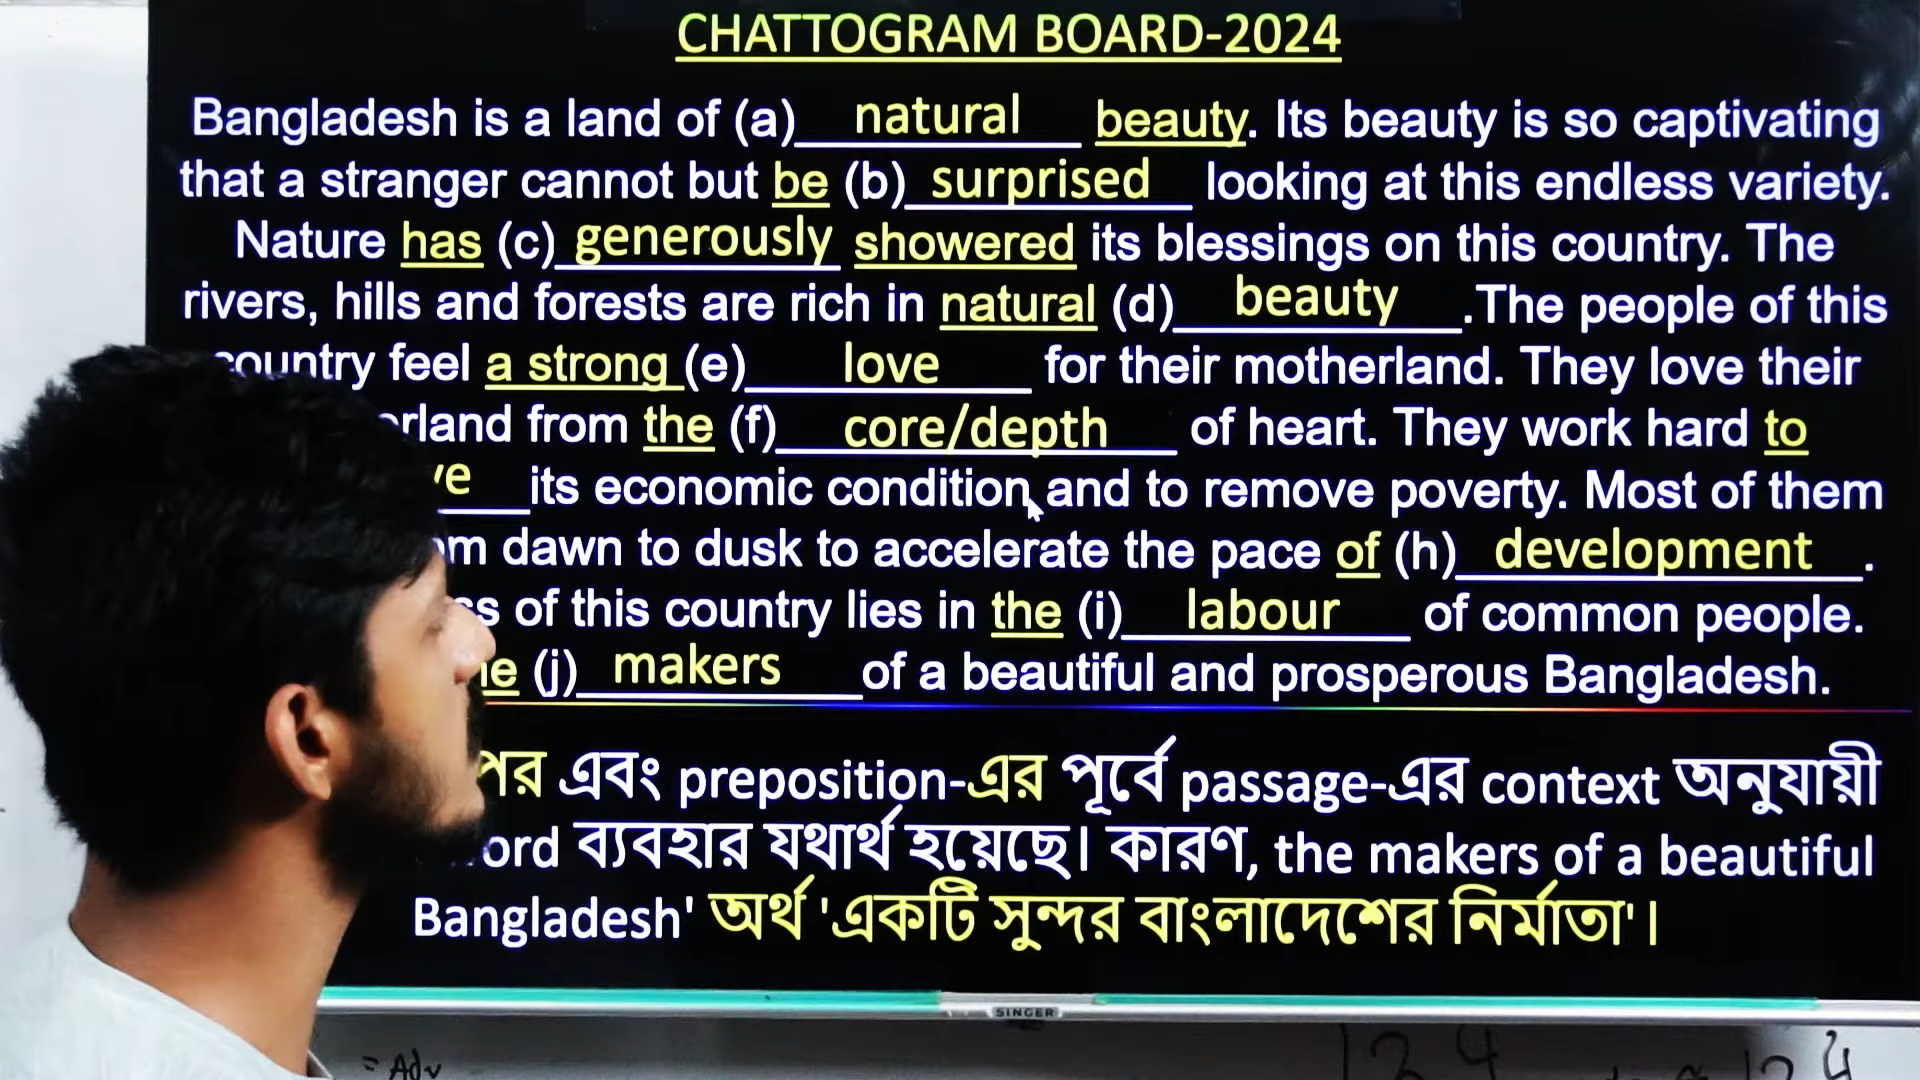 CHATTOGRAM BOARD-2024
Bangladesh is a land of (a) natural beauty. Its beauty is so captivating
that a stranger cannot but be (b) surprised looking at this endless variety.
Nature has (c) generously showered its blessings on this country. The
rivers, hills and forests are rich in natural (d) beauty .The people of this
country feel a strong (e) love for their motherland. They love their
from the (f) core/depth of heart. They work hard to
its economic condition and to remove poverty. Most of them
dawn to dusk to accelerate the pace of (h) development .
of this country lies in the (i) labour of common people.
(j) makers of a beautiful and prosperous Bangladesh.
এবং preposition-এর পূর্বে passage-এর context অনুযায়ী
ব্যবহার যথার্থ হয়েছে। কারণ, the makers of a beautiful
Bangladesh' অর্থ 'একটি সুন্দর বাংলাদেশের নির্মাতা'।
SINGER
= Adv